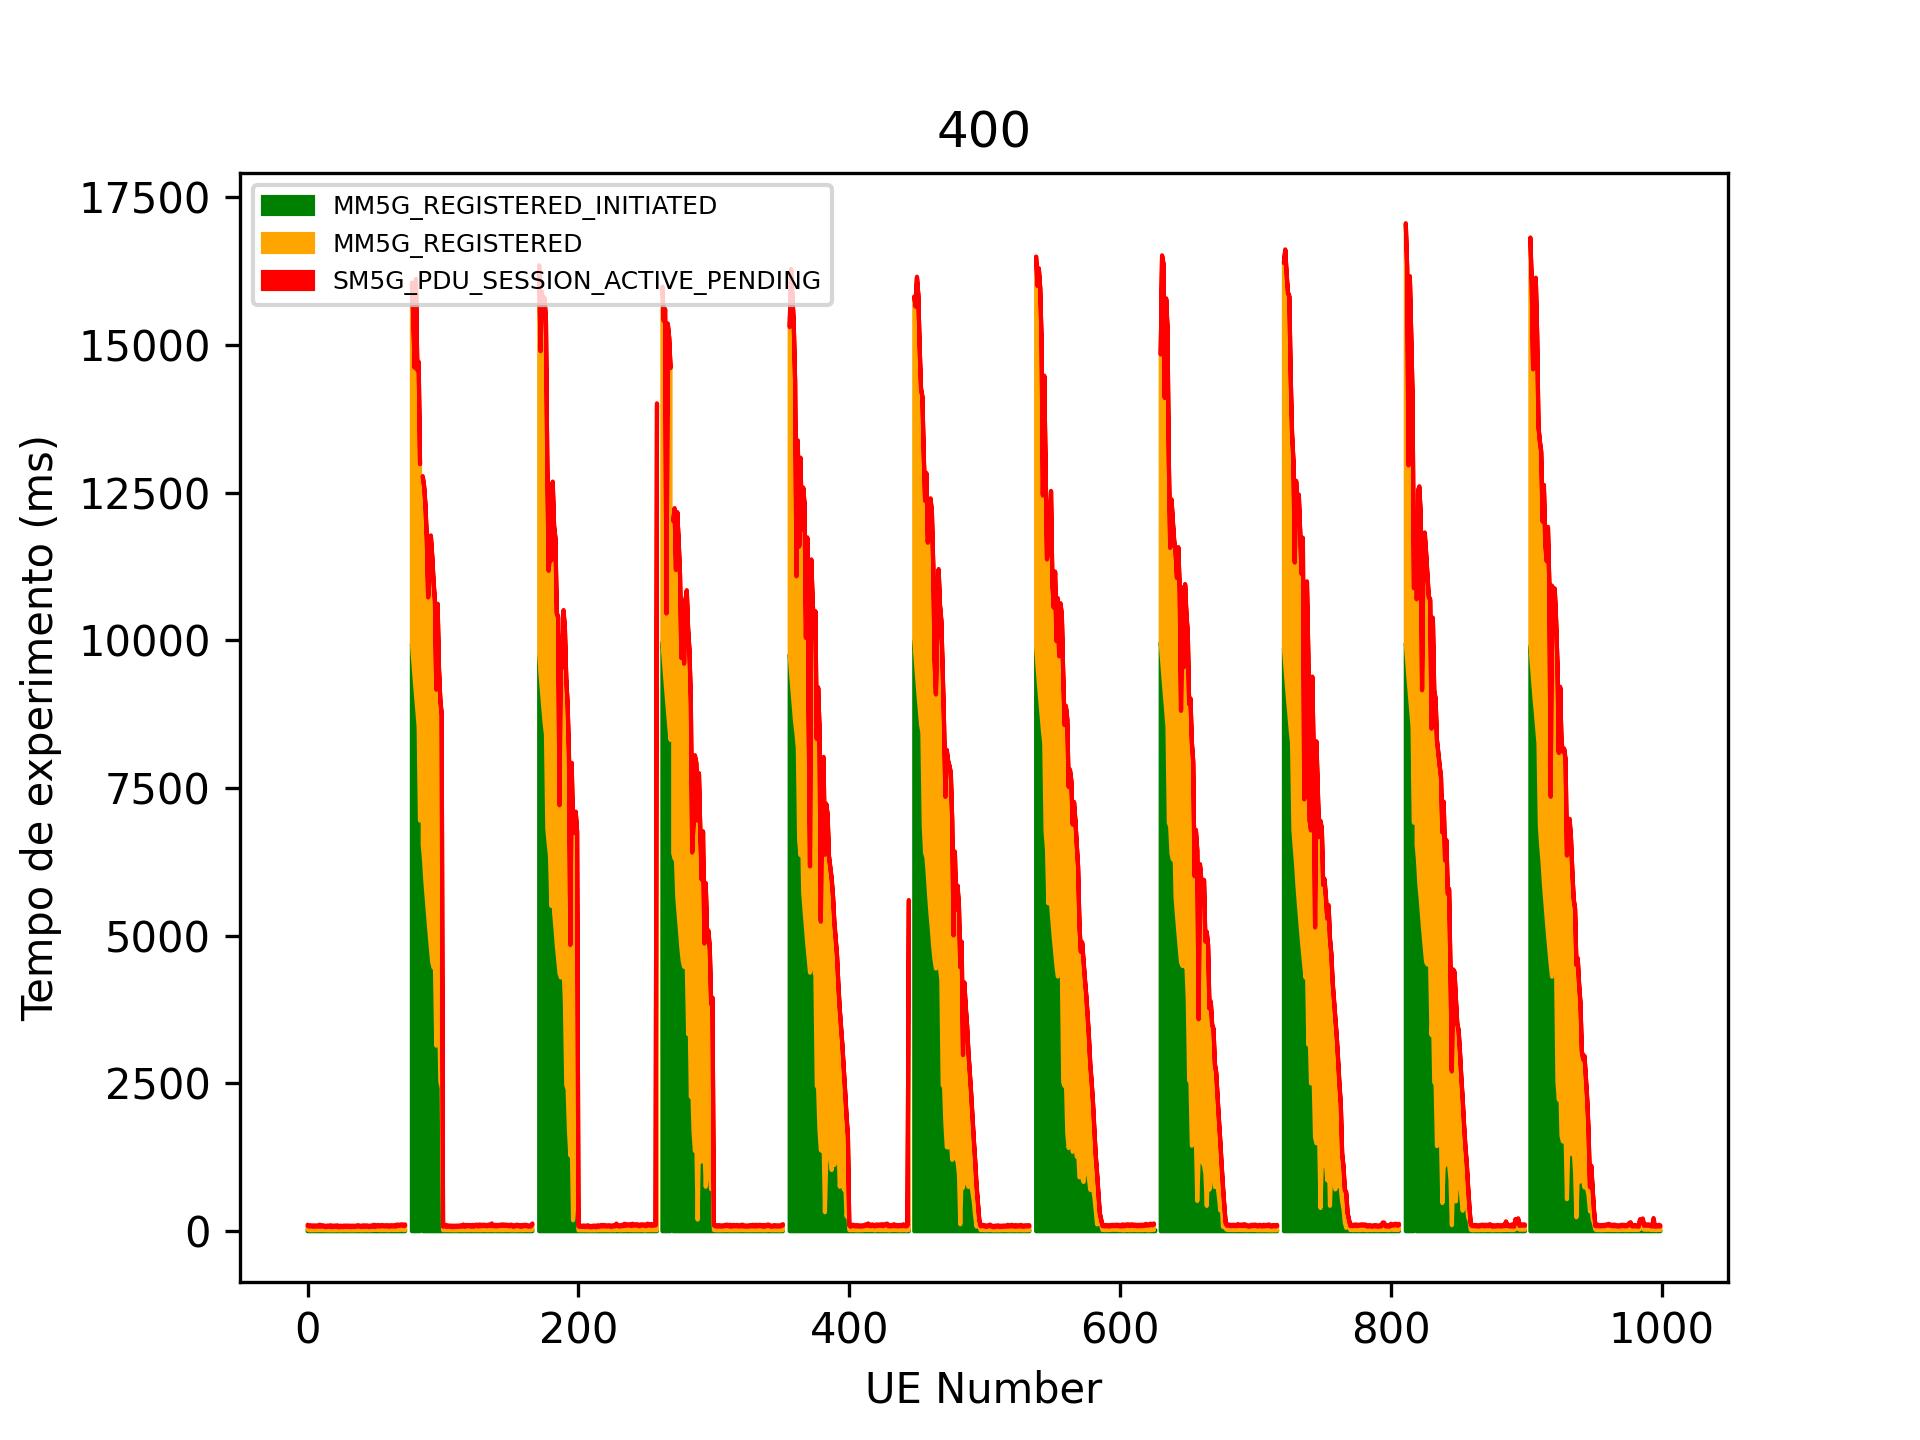 400
MM5G_REGISTERED_INITIATED
MM5G_REGISTERED
SM5G_PDU_SESSION_ACTIVE_PENDING
17500
15000
12500
10000
7500
5000
2500
0
Tempo de experimento (ms)
0 200 400 600 800 1000
UE Number